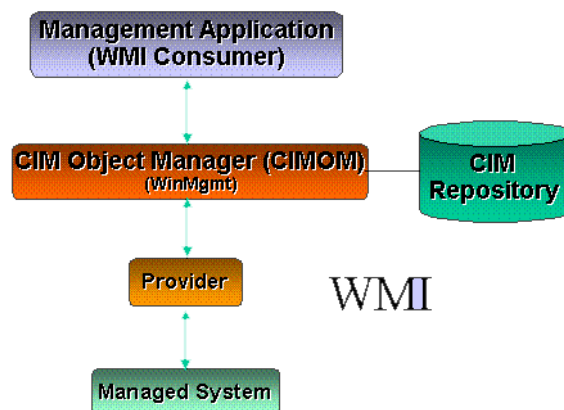 Management Application
(WMI Consumer)
CIM Object Manager (CIMOM)
(WinMgmt)
CIM
Repository
Provider
WMI
Managed System